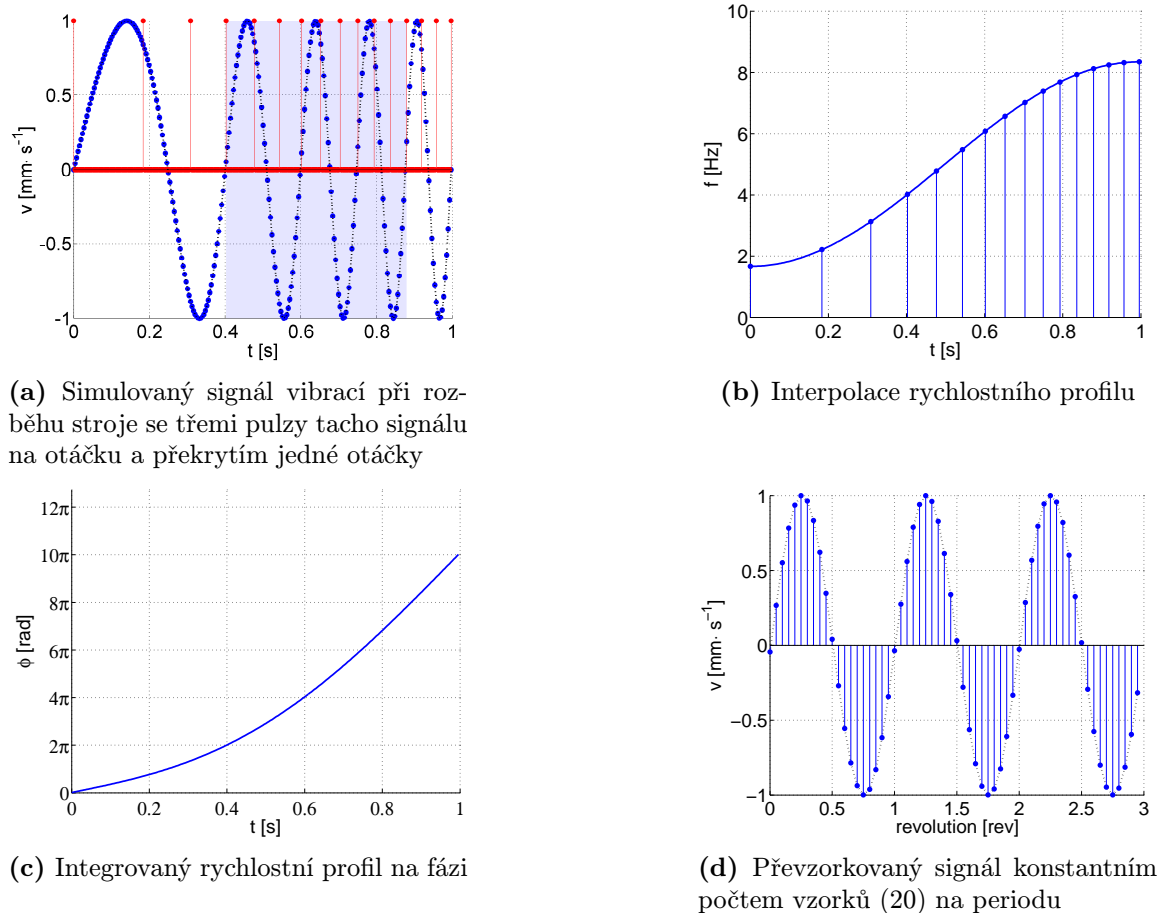 1
0.5
0
-0.5
-1
0
0.2
0.4
0.6
0.8
1
v [mm· s⁻¹]
t [s]
10
8
6
4
2
0
0
0.2
0.4
0.6
0.8
1
f [Hz]
t [s]
(a) Simulovaný signál vibrací při roz-
běhu stroje se třemi pulzy tacho signálu
na otáčku a překrytím jedné otáčky
(b) Interpolace rychlostního profilu
12π
10π
8π
6π
4π
2π
0
0
0.2
0.4
0.6
0.8
1
ϕ [rad]
t [s]
1
0.5
0
−0.5
−1
0
0.5
1
1.5
2
2.5
3
v [mm· s⁻¹]
revolution [rev]
(c) Integrovaný rychlostní profil na fázi
(d) Převzorkovaný signál konstantním
počtem vzorků (20) na periodu